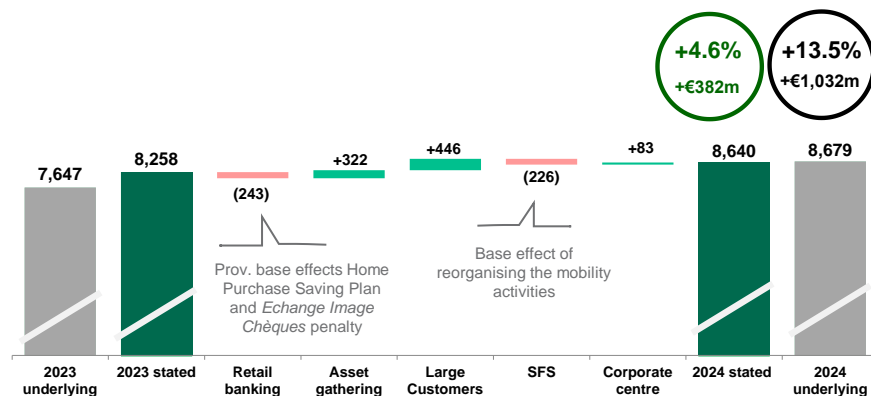 +4.6%
+€382m
+13.5%
+€1,032m
7,647
8,258
(243)
+322
+446
(226)
+83
8,640
8,679
Prov. base effects Home
Purchase Saving Plan
and Echange Image
Chèques penalty
Base effect of
reorganising the mobility
activities
2023
underlying
2023 stated
Retail
banking
Asset
gathering
Large
Customers
SFS
Corporate
centre
2024 stated
2024
underlying